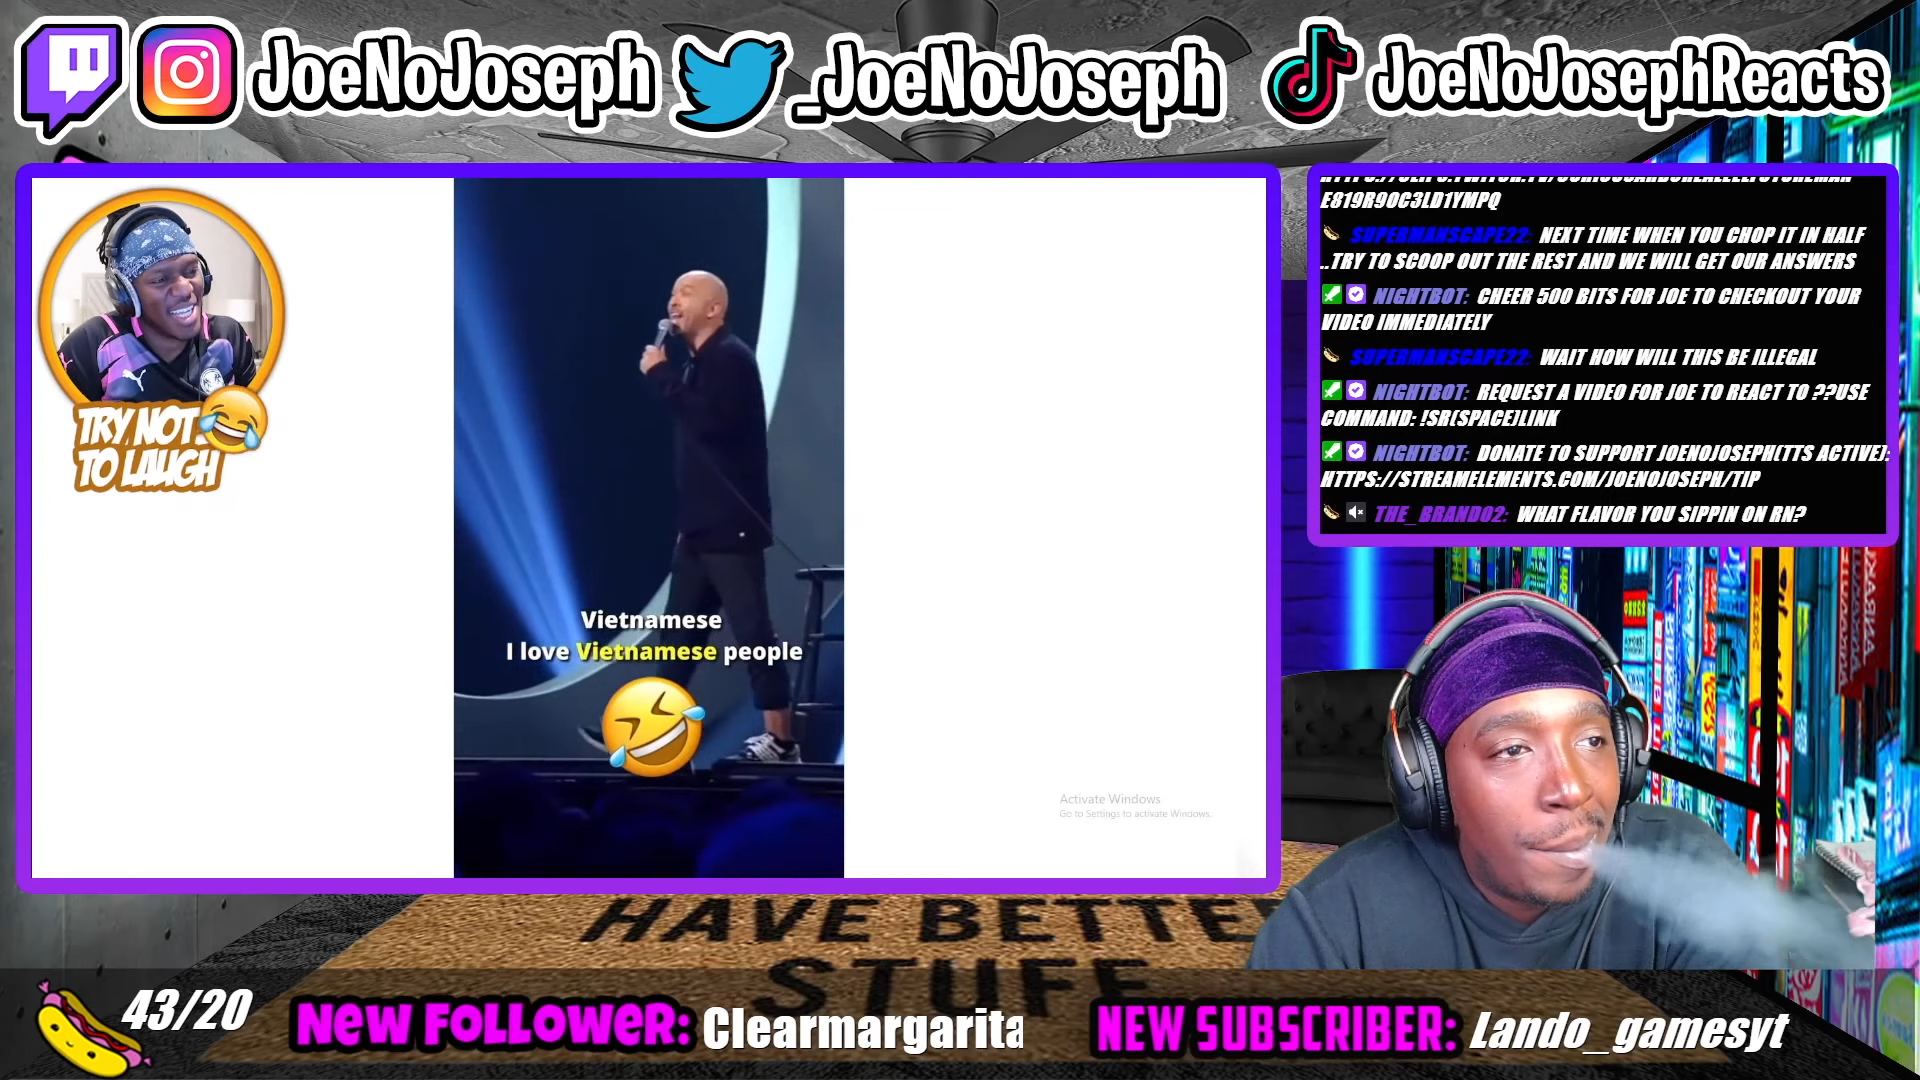 JoeNoJoseph
_JoeNoJoseph
JoeNoJosephReacts
TRY NOT
TO LAUGH
Vietnamese
I love Vietnamese people
Activate Windows
Go to Settings to activate Windows.
E819R9OC3LD1YMPQ
SUPERMANSCAPE22: NEXT TIME WHEN YOU CHOP IT IN HALF
..TRY TO SCOOP OUT THE REST AND WE WILL GET OUR ANSWERS
NIGHTBOT: CHEER 500 BITS FOR JOE TO CHECKOUT YOUR
VIDEO IMMEDIATELY
SUPERMANSCAPE22: WAIT HOW WILL THIS BE ILLEGAL
NIGHTBOT: REQUEST A VIDEO FOR JOE TO REACT TO ??USE
COMMAND: !SR(SPACE)LINK
NIGHTBOT: DONATE TO SUPPORT JOENOJOSEPH(TTS ACTIVE):
HTTPS://STREAMELEMENTS.COM/JOENOJOSEPH/TIP
THE_BRANDO2: WHAT FLAVOR YOU SIPPIN ON RN?
HAVE BETTE
STUFF
43/20
NEW FOLLOWER: Clearmargarita
NEW SUBSCRIBER: Lando_gamesyt